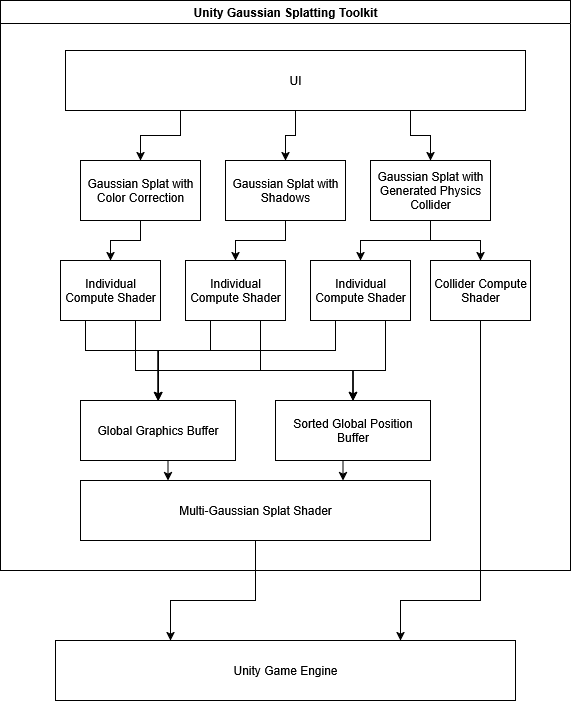 Unity Gaussian Splatting Toolkit
UI
Gaussian Splat with
Color Correction
Gaussian Splat with
Shadows
Gaussian Splat with
Generated Physics
Collider
Individual
Compute Shader
Individual
Compute Shader
Individual
Compute Shader
Collider Compute
Shader
Global Graphics Buffer
Sorted Global Position
Buffer
Multi-Gaussian Splat Shader
Unity Game Engine